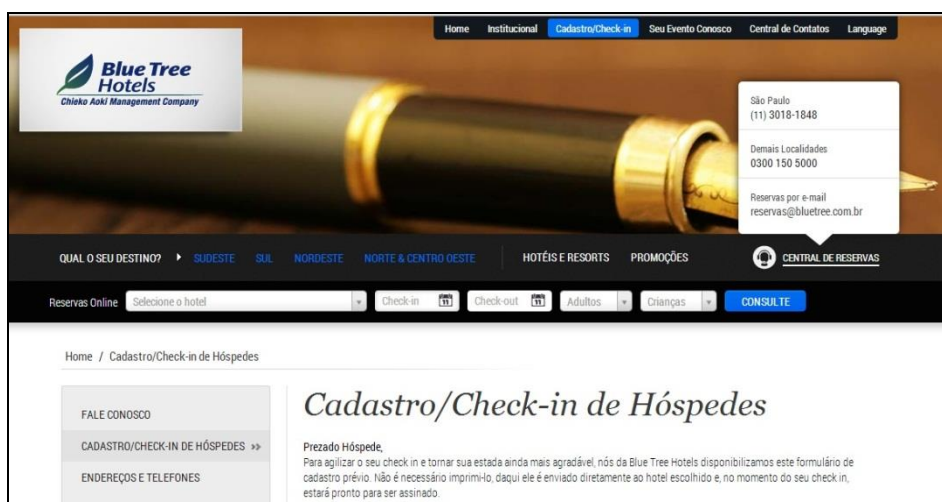 Home Institucional Cadastro/Check-in Seu Evento Conosco Central de Contatos Language
Blue Tree
Hotels
Chieko Aoki Management Company
São Paulo
(11) 3018-1848
Demais Localidades
0300 150 5000
Reservas por e-mail
reservas@bluetree.com.br
QUAL O SEU DESTINO? SUDESTE SUL NORDESTE NORTE & CENTRO OESTE HOTÉIS E RESORTS PROMOÇÕES CENTRAL DE RESERVAS
Reservas Online Selecione o hotel Check-in 11 Check-out 11 Adultos Crianças CONSULTE
Home / Cadastro/Check-in de Hóspedes
FALE CONOSCO
CADASTRO/CHECK-IN DE HÓSPEDES >>
ENDEREÇOS E TELEFONES
Cadastro/Check-in de Hóspedes
Prezado Hóspede,
Para agilizar o seu check in e tornar sua estada ainda mais agradável, nós da Blue Tree Hotels disponibilizamos este formulário de
cadastro prévio. Não é necessário imprimi-lo, daqui ele é enviado diretamente ao hotel escolhido e, no momento do seu check in,
estará pronto para ser assinado.